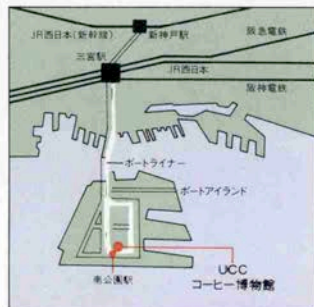 JR西日本(新幹線)
新神戸駅
阪急電鉄
三宮駅
JR西日本
阪神電鉄
ポートライナー
ポートアイランド
南公園駅
UCC
コーヒー博物館